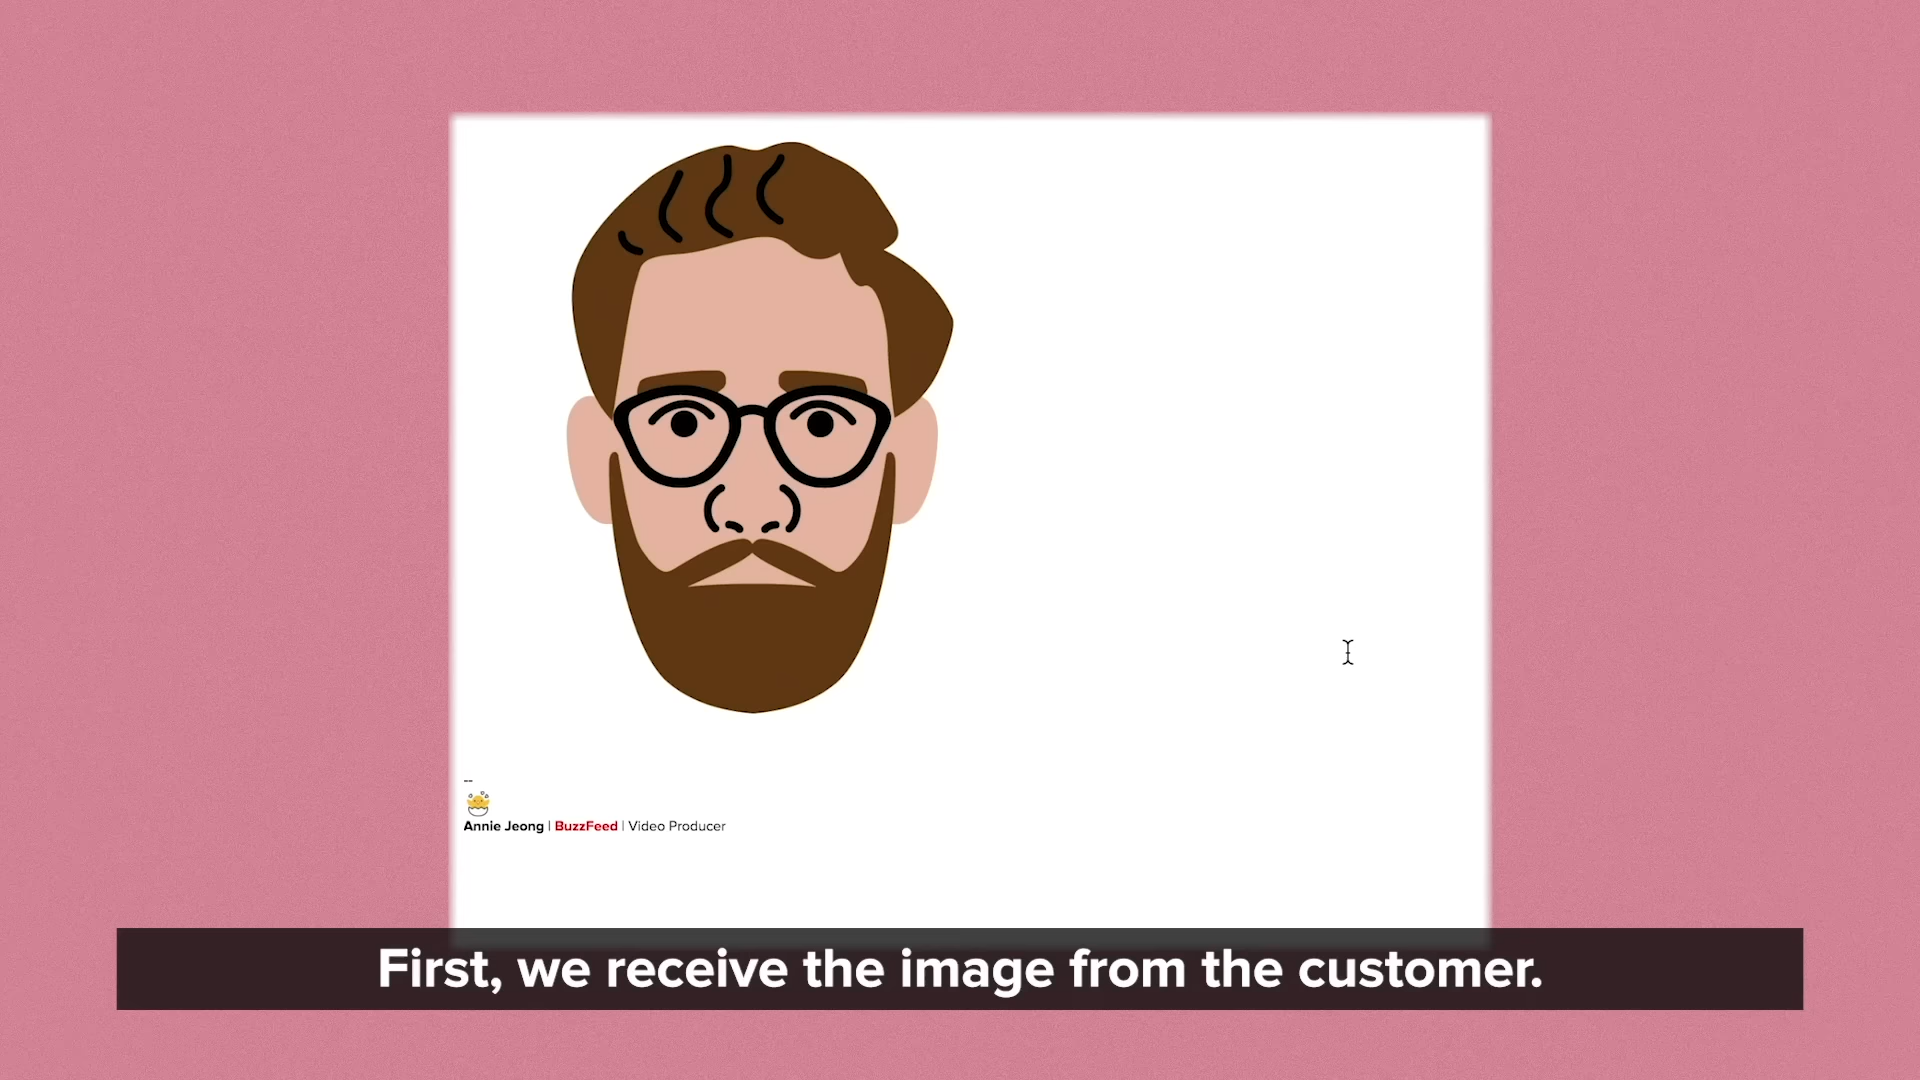 --
Annie Jeong | BuzzFeed | Video Producer
First, we receive the image from the customer.